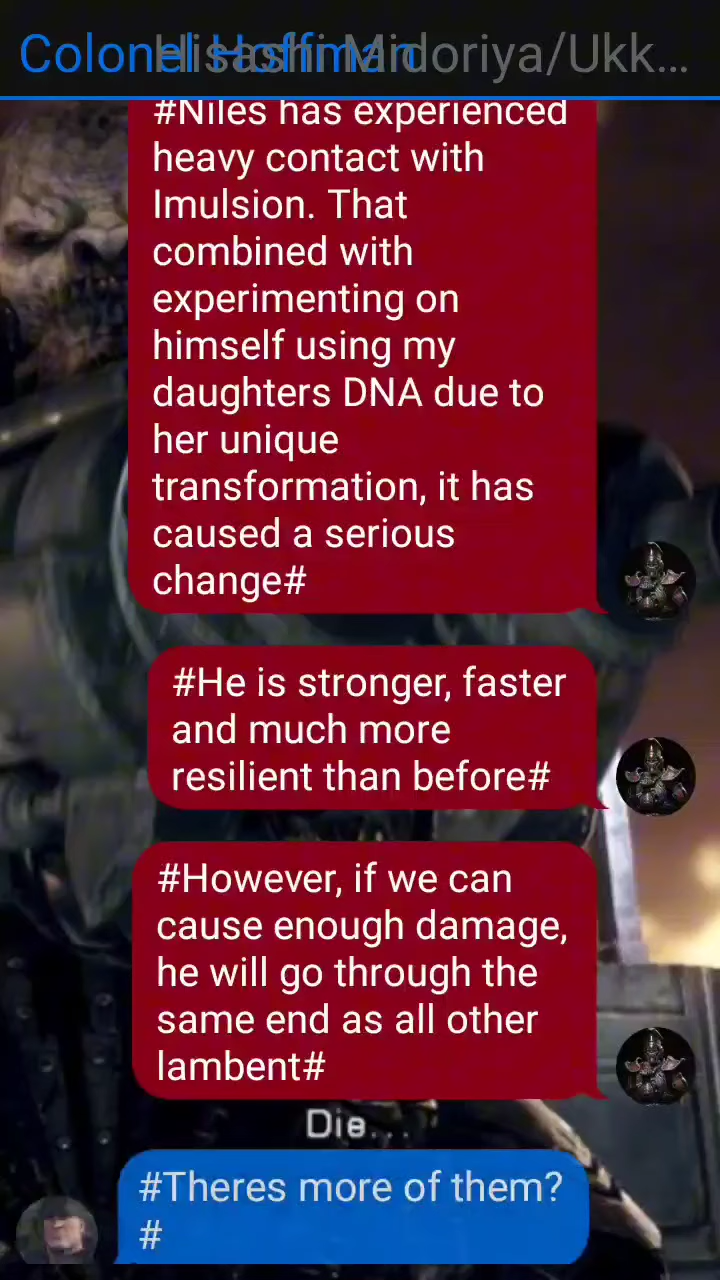 Colonel Hoffman
Hisashi Midoriya/Ukk...
#Niles has experienced
heavy contact with
Imulsion. That
combined with
experimenting on
himself using my
daughters DNA due to
her unique
transformation, it has
caused a serious
change#
#He is stronger, faster
and much more
resilient than before#
#However, if we can
cause enough damage,
he will go through the
same end as all other
lambent#
Die...
#Theres more of them?
#